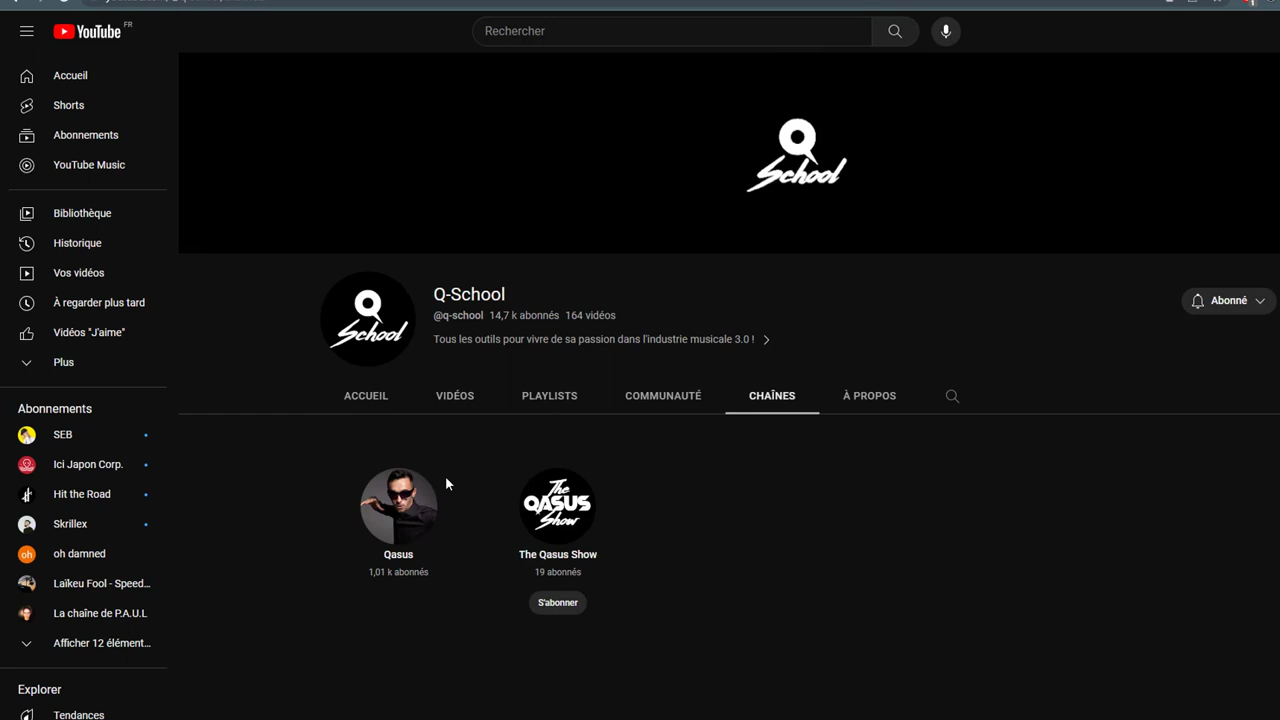 YouTube FR
Rechercher
Accueil
Shorts
Abonnements
YouTube Music
Bibliothèque
Historique
Vos vidéos
À regarder plus tard
Vidéos "J'aime"
Plus
Abonnements
SEB
Ici Japon Corp.
Hit the Road
Skrillex
oh damned
Laïkeu Fool - Speed...
La chaîne de P.A.U.L
Afficher 12 élément...
Explorer
Tendances
Q
School
Q
School
Q-School
@q-school 14,7 k abonnés 164 vidéos
Tous les outils pour vivre de sa passion dans l'industrie musicale 3.0 !
Abonné
ACCUEIL VIDÉOS PLAYLISTS COMMUNAUTÉ CHAÎNES À PROPOS
Qasus
1,01 k abonnés
The
QASUS
Show
The Qasus Show
19 abonnés
S'abonner